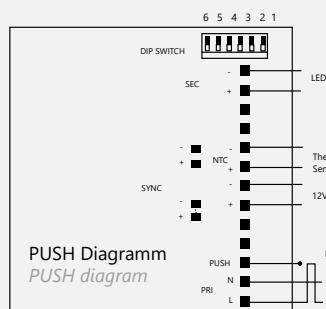 6 5 4 3 2 1
DIP SWITCH
-
LED
SEC
+
-
- NTC
The
+
+
Sen
SYNC
-
-
12V
+
+
PUSH Diagramm
PUSH diagram
PUSH
N
PRI
L